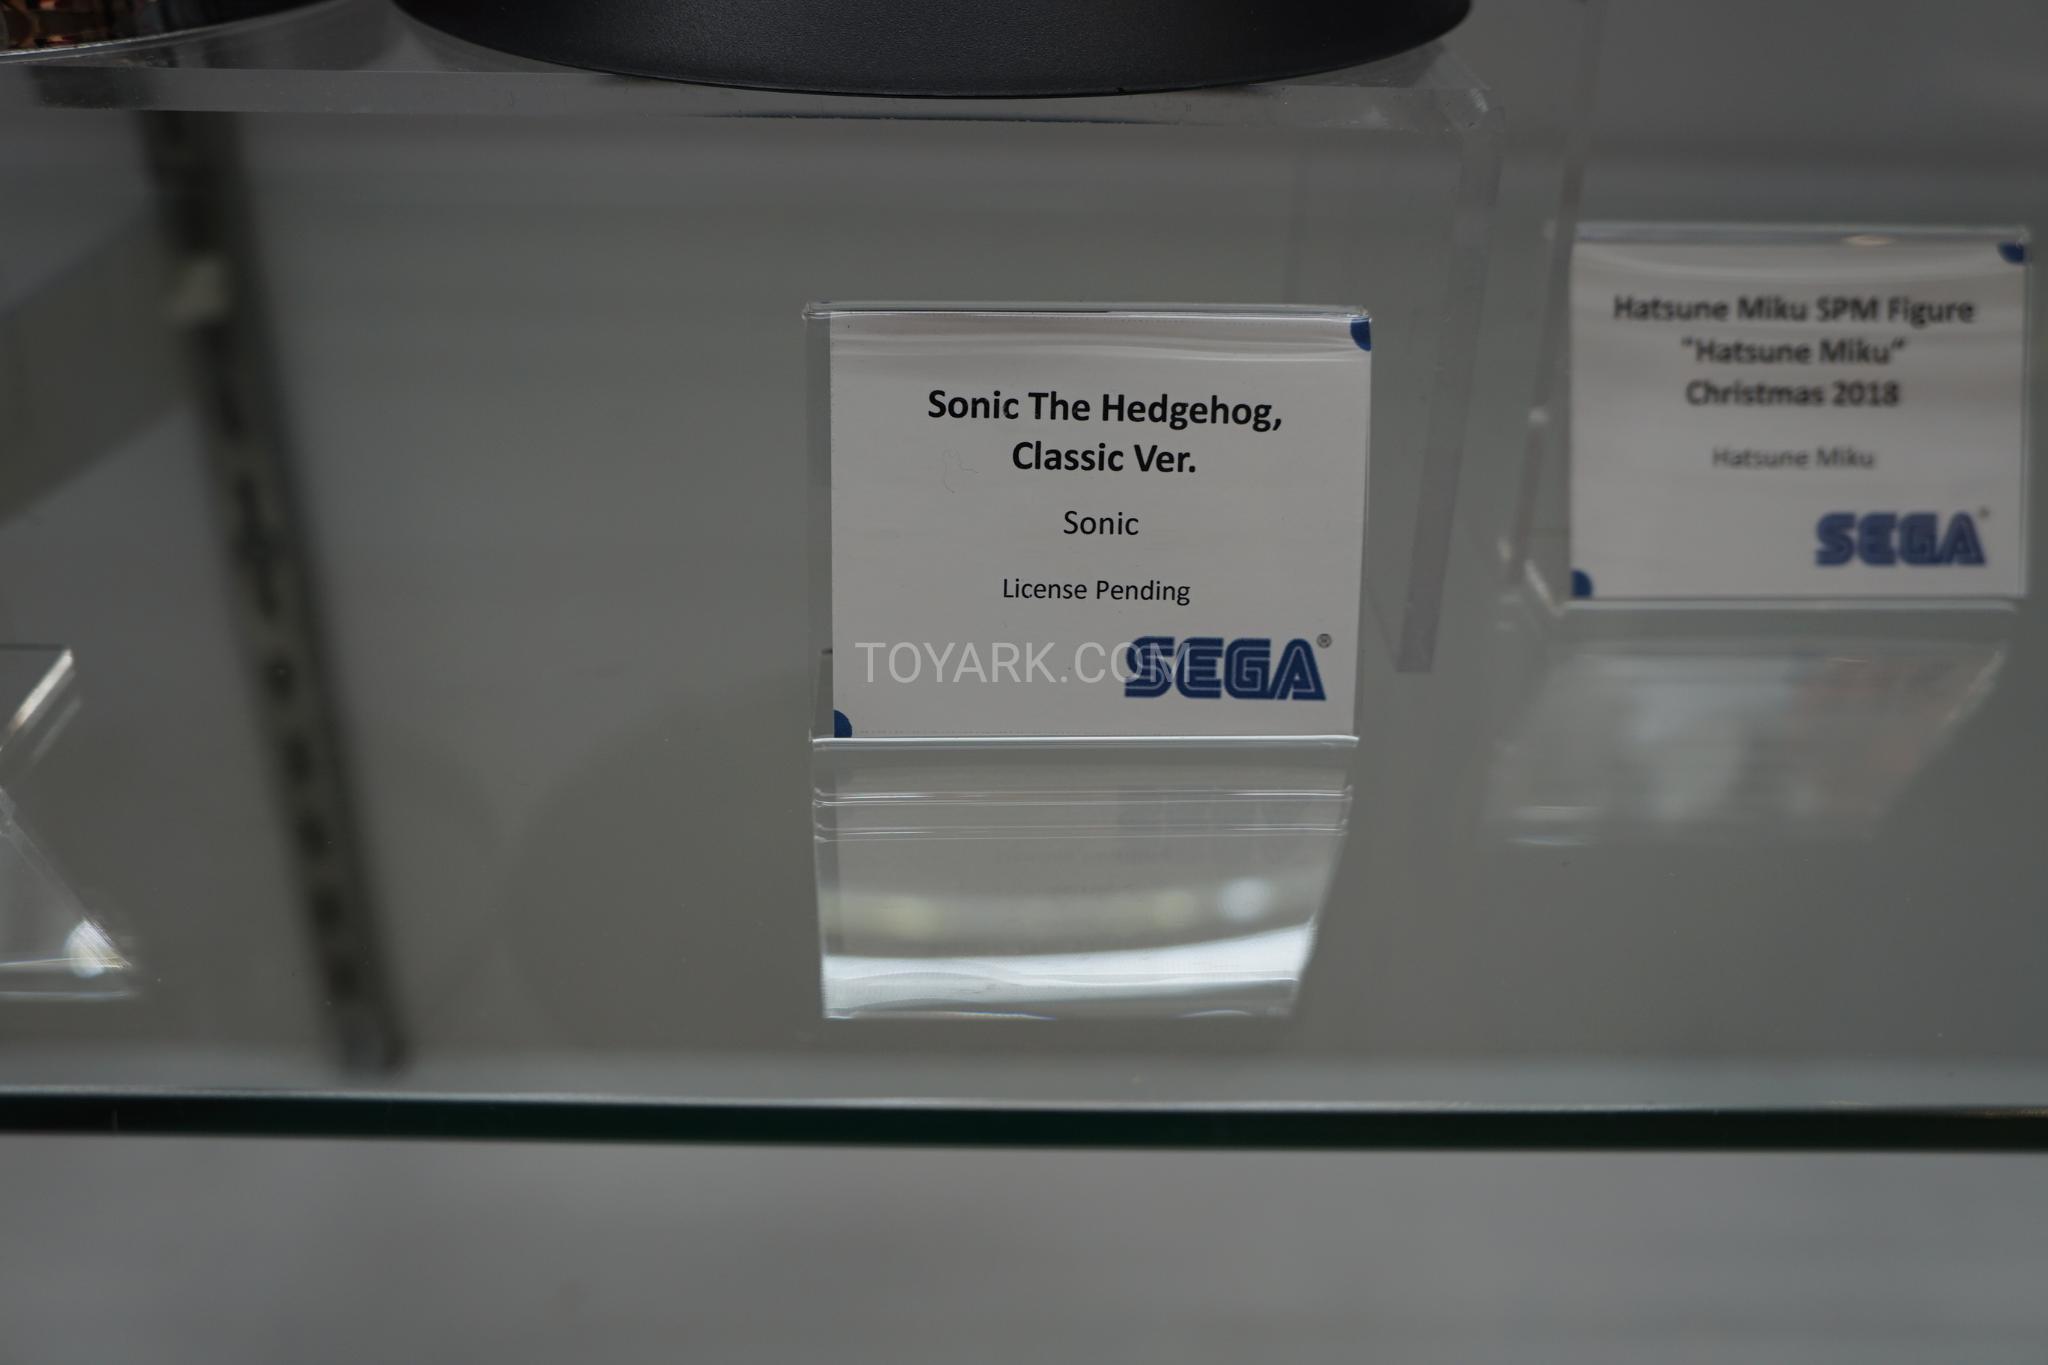 Sonic The Hedgehog,
Classic Ver.
Sonic
License Pending
TOYARK.COM
SEGA®
Hatsune Miku SPM Figure
"Hatsune Miku"
Christmas 2018
Hatsune Miku
SEGA®